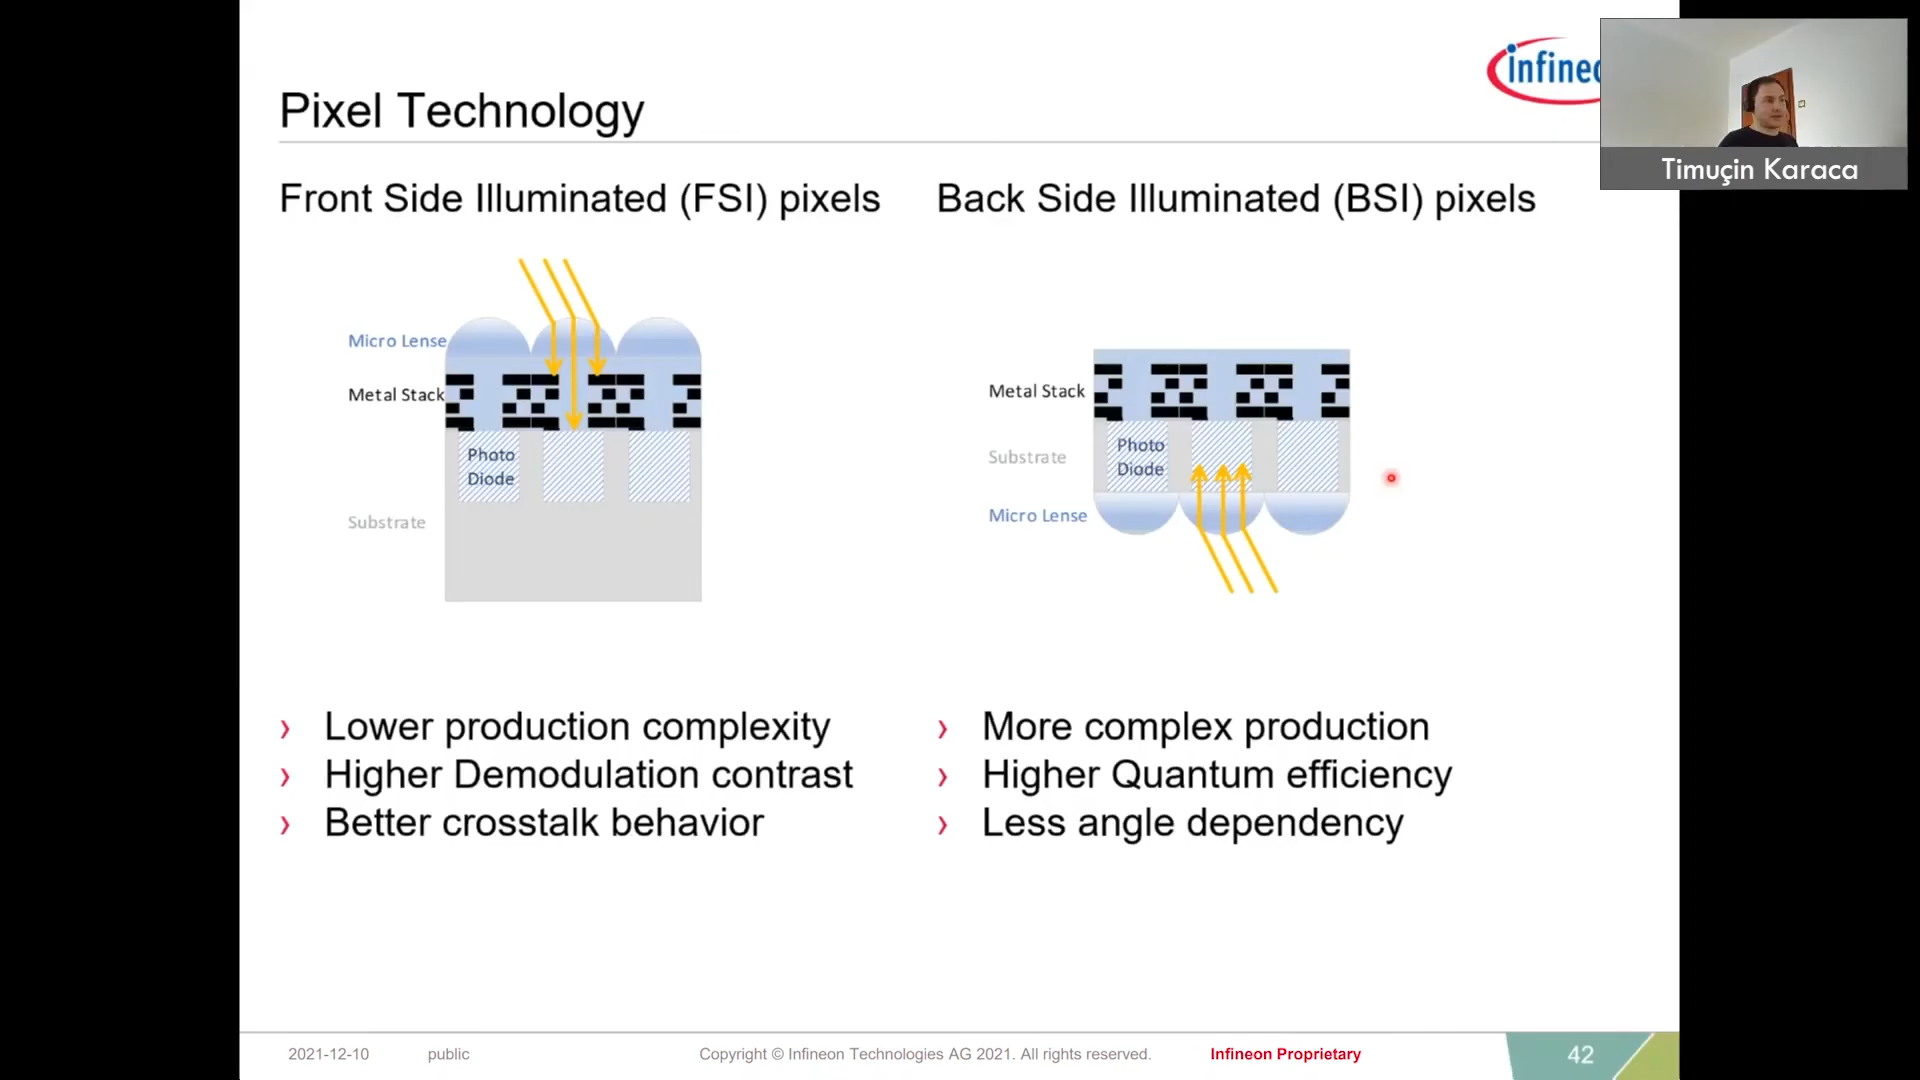 infineo
Timuçin Karaca
Pixel Technology
Front Side Illuminated (FSI) pixels
Micro Lense
Metal Stack
Photo
Diode
Substrate
› Lower production complexity
› Higher Demodulation contrast
› Better crosstalk behavior
Back Side Illuminated (BSI) pixels
Metal Stack
Photo
Diode
Substrate
Micro Lense
› More complex production
› Higher Quantum efficiency
› Less angle dependency
2021-12-10 public Copyright © Infineon Technologies AG 2021. All rights reserved. Infineon Proprietary 42